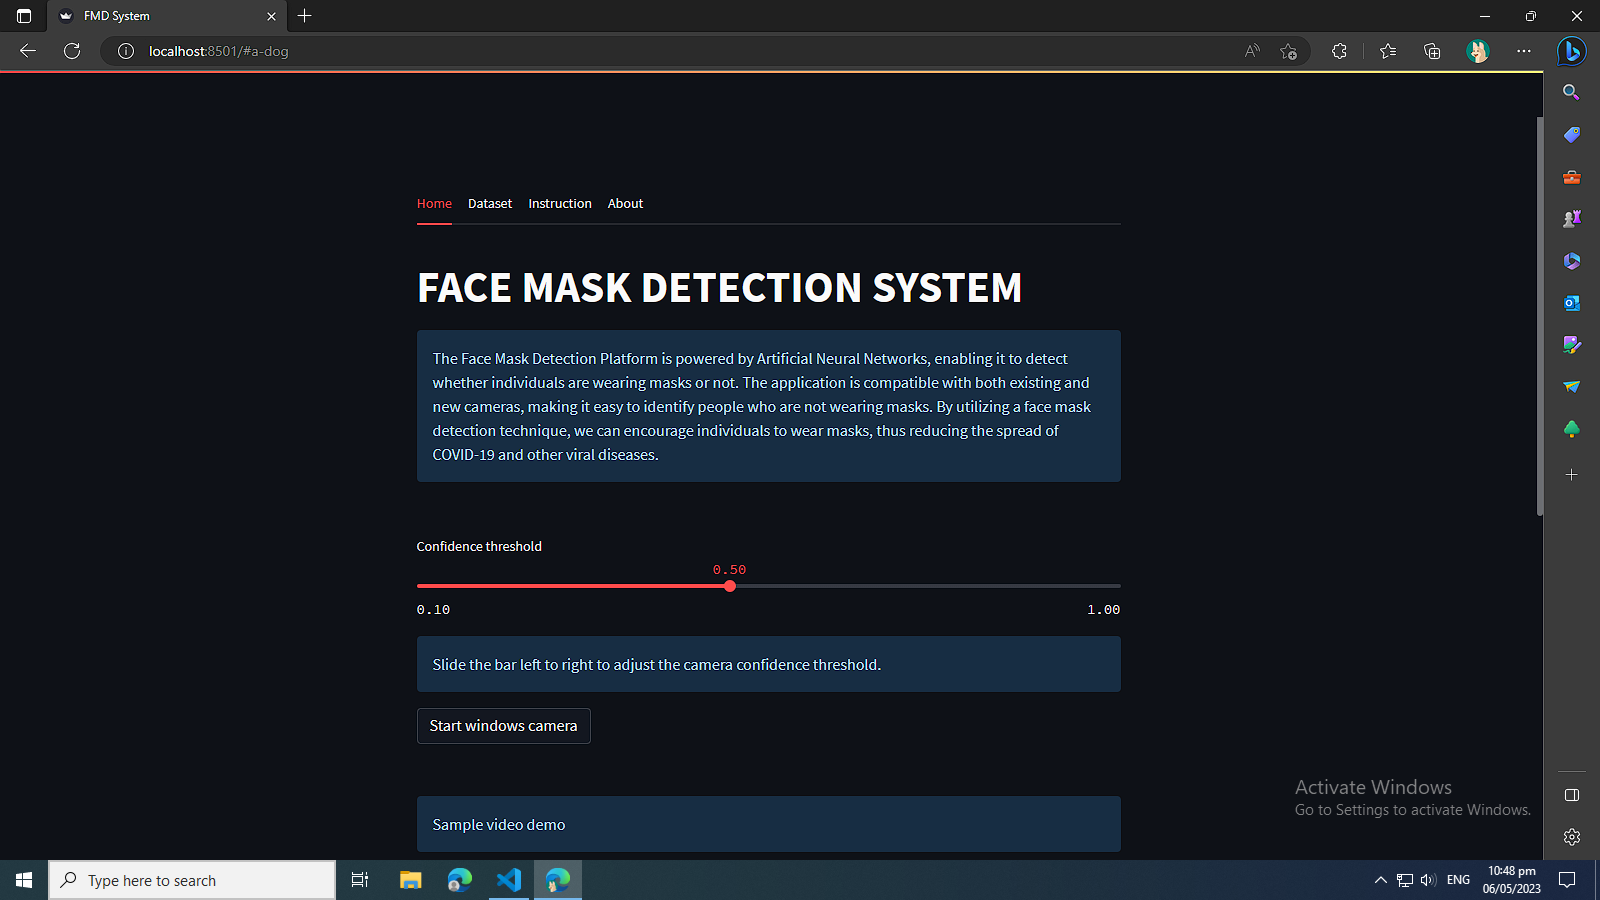 FMD System
localhost:8501/#a-dog
Home Dataset Instruction About
FACE MASK DETECTION SYSTEM
The Face Mask Detection Platform is powered by Artificial Neural Networks, enabling it to detect
whether individuals are wearing masks or not. The application is compatible with both existing and
new cameras, making it easy to identify people who are not wearing masks. By utilizing a face mask
detection technique, we can encourage individuals to wear masks, thus reducing the spread of
COVID-19 and other viral diseases.
Confidence threshold
0.50
0.10 1.00
Slide the bar left to right to adjust the camera confidence threshold.
Start windows camera
Activate Windows
Go to Settings to activate Windows.
Sample video demo
Type here to search
ENG
10:48 pm
06/05/2023